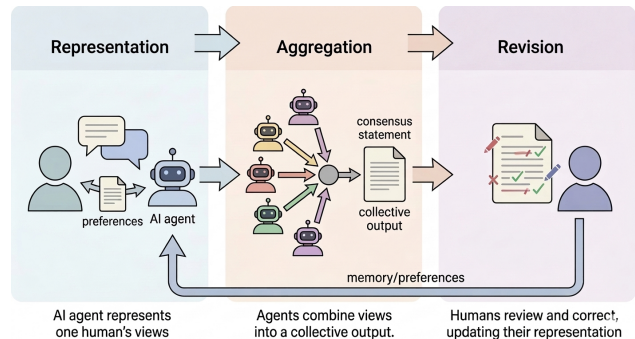 Representation
Aggregation
Revision
preferences
AI agent
consensus
statement
collective
output
memory/preferences
AI agent represents
one human's views
Agents combine views
into a collective output.
Humans review and correct,
updating their representation